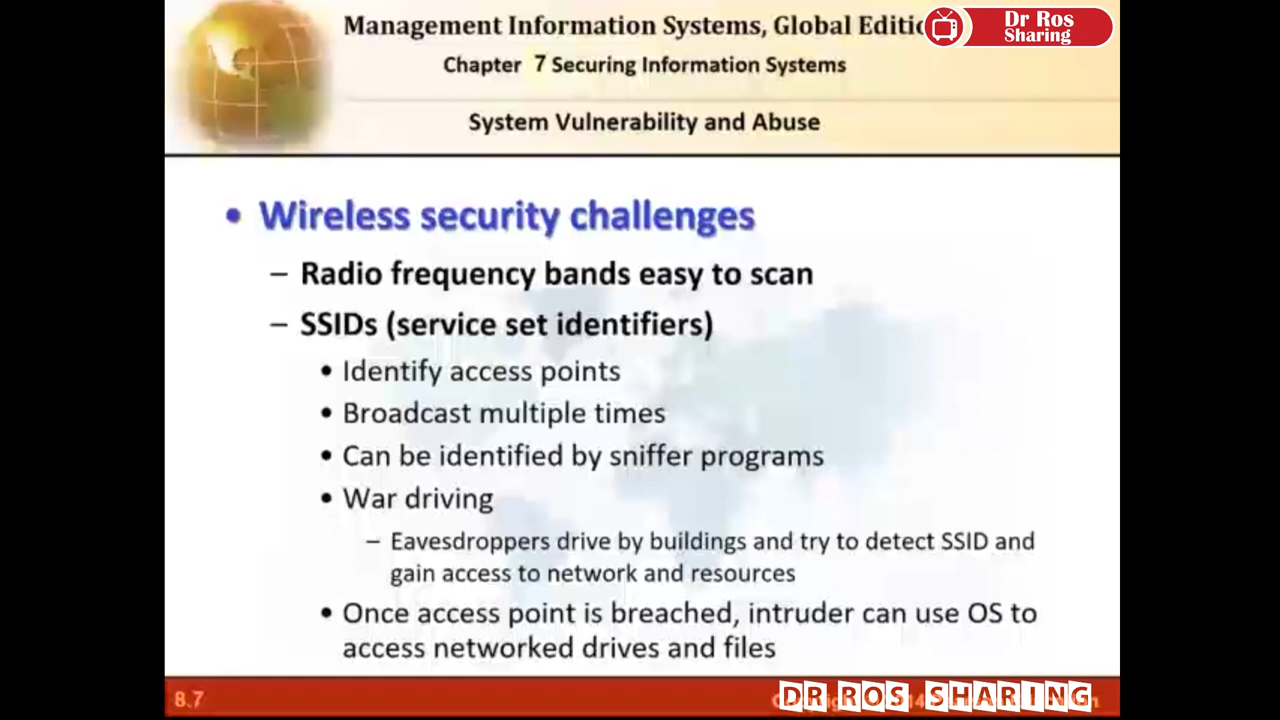 Management Information Systems, Global Editio
Dr Ros
Sharing
Chapter 7 Securing Information Systems
System Vulnerability and Abuse
• Wireless security challenges
– Radio frequency bands easy to scan
– SSIDs (service set identifiers)
• Identify access points
• Broadcast multiple times
• Can be identified by sniffer programs
• War driving
– Eavesdroppers drive by buildings and try to detect SSID and
gain access to network and resources
• Once access point is breached, intruder can use OS to
access networked drives and files
8.7
DR ROS SHARING